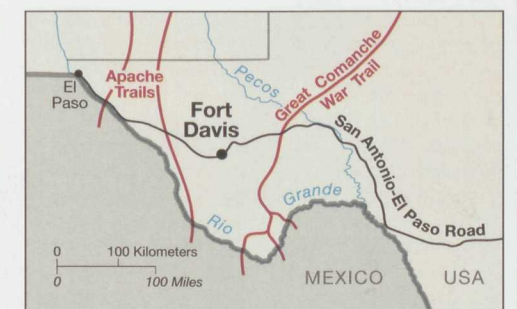 El
Paso
Apache
Trails
Pecos
Great Comanche
War Trail
Fort
Davis
San Antonio-El Paso Road
Rio
Grande
0 100 Kilometers
0 100 Miles
MEXICO
USA